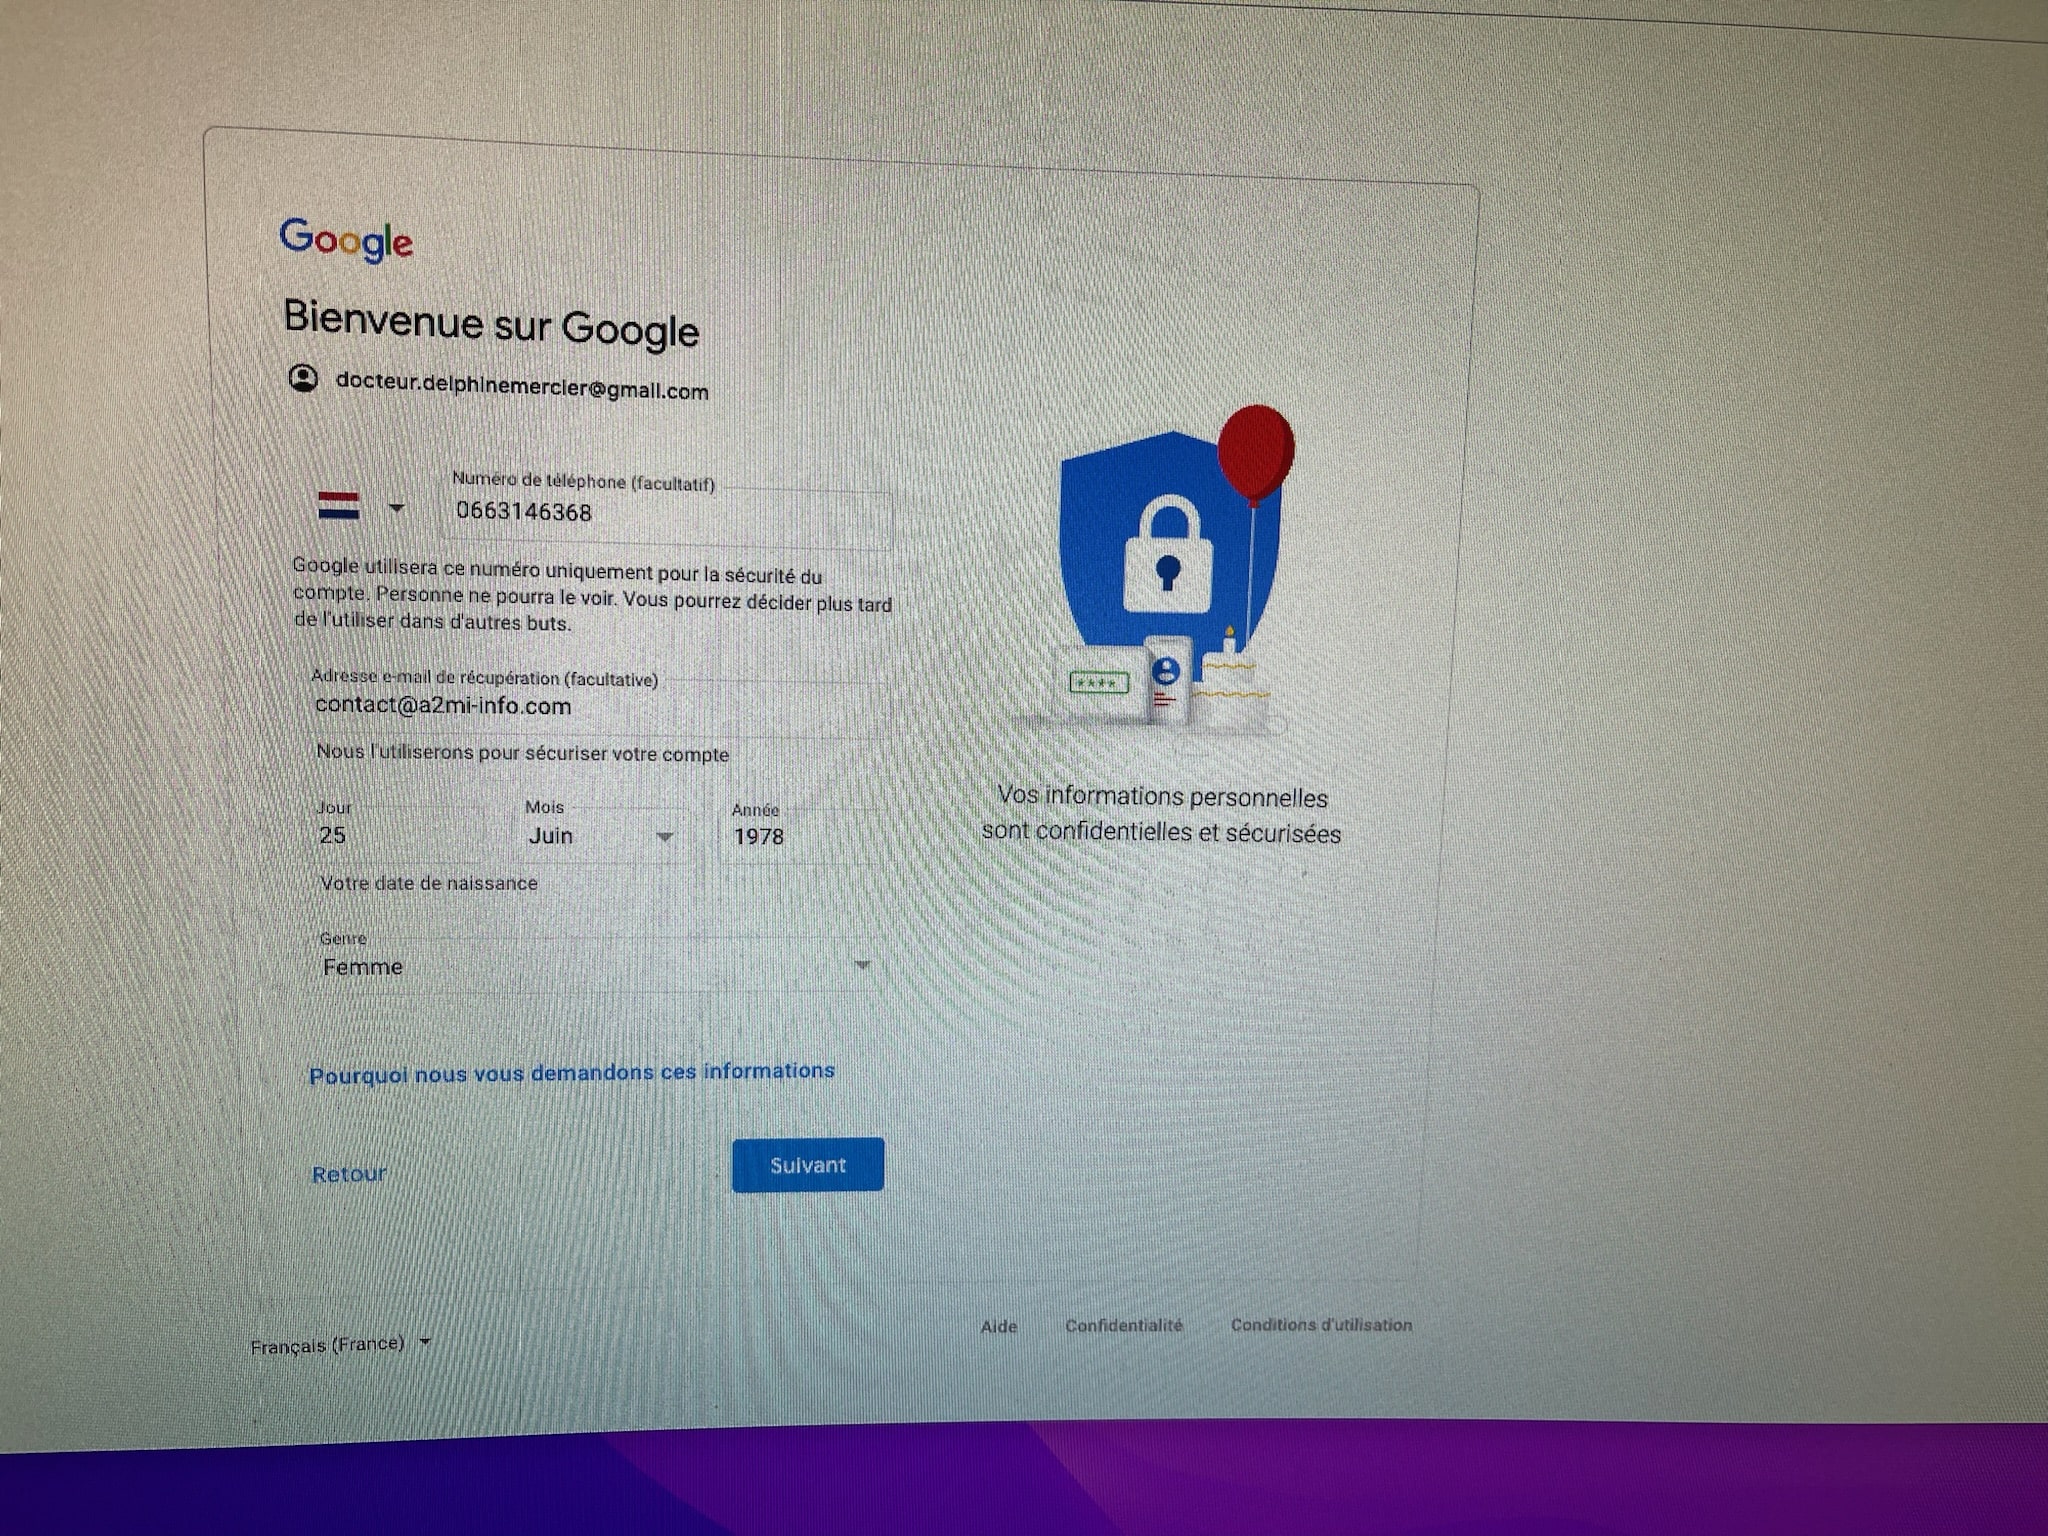 Google
Bienvenue sur Google
docteur.delphinemercier@gmail.com
Numéro de téléphone (facultatif)
0663146368
Google utilisera ce numéro uniquement pour la sécurité du
compte. Personne ne pourra le voir. Vous pourrez décider plus tard
de l'utiliser dans d'autres buts.
Adresse e-mail de récupération (facultative)
contact@a2mi-info.com
Nous l'utiliserons pour sécuriser votre compte
Jour Mois Année
25 Juin 1978
Votre date de naissance
Genre
Femme
Pourquoi nous vous demandons ces informations
Retour Suivant
****
Vos informations personnelles
sont confidentielles et sécurisées
Français (France) Aide Confidentialité Conditions d'utilisation